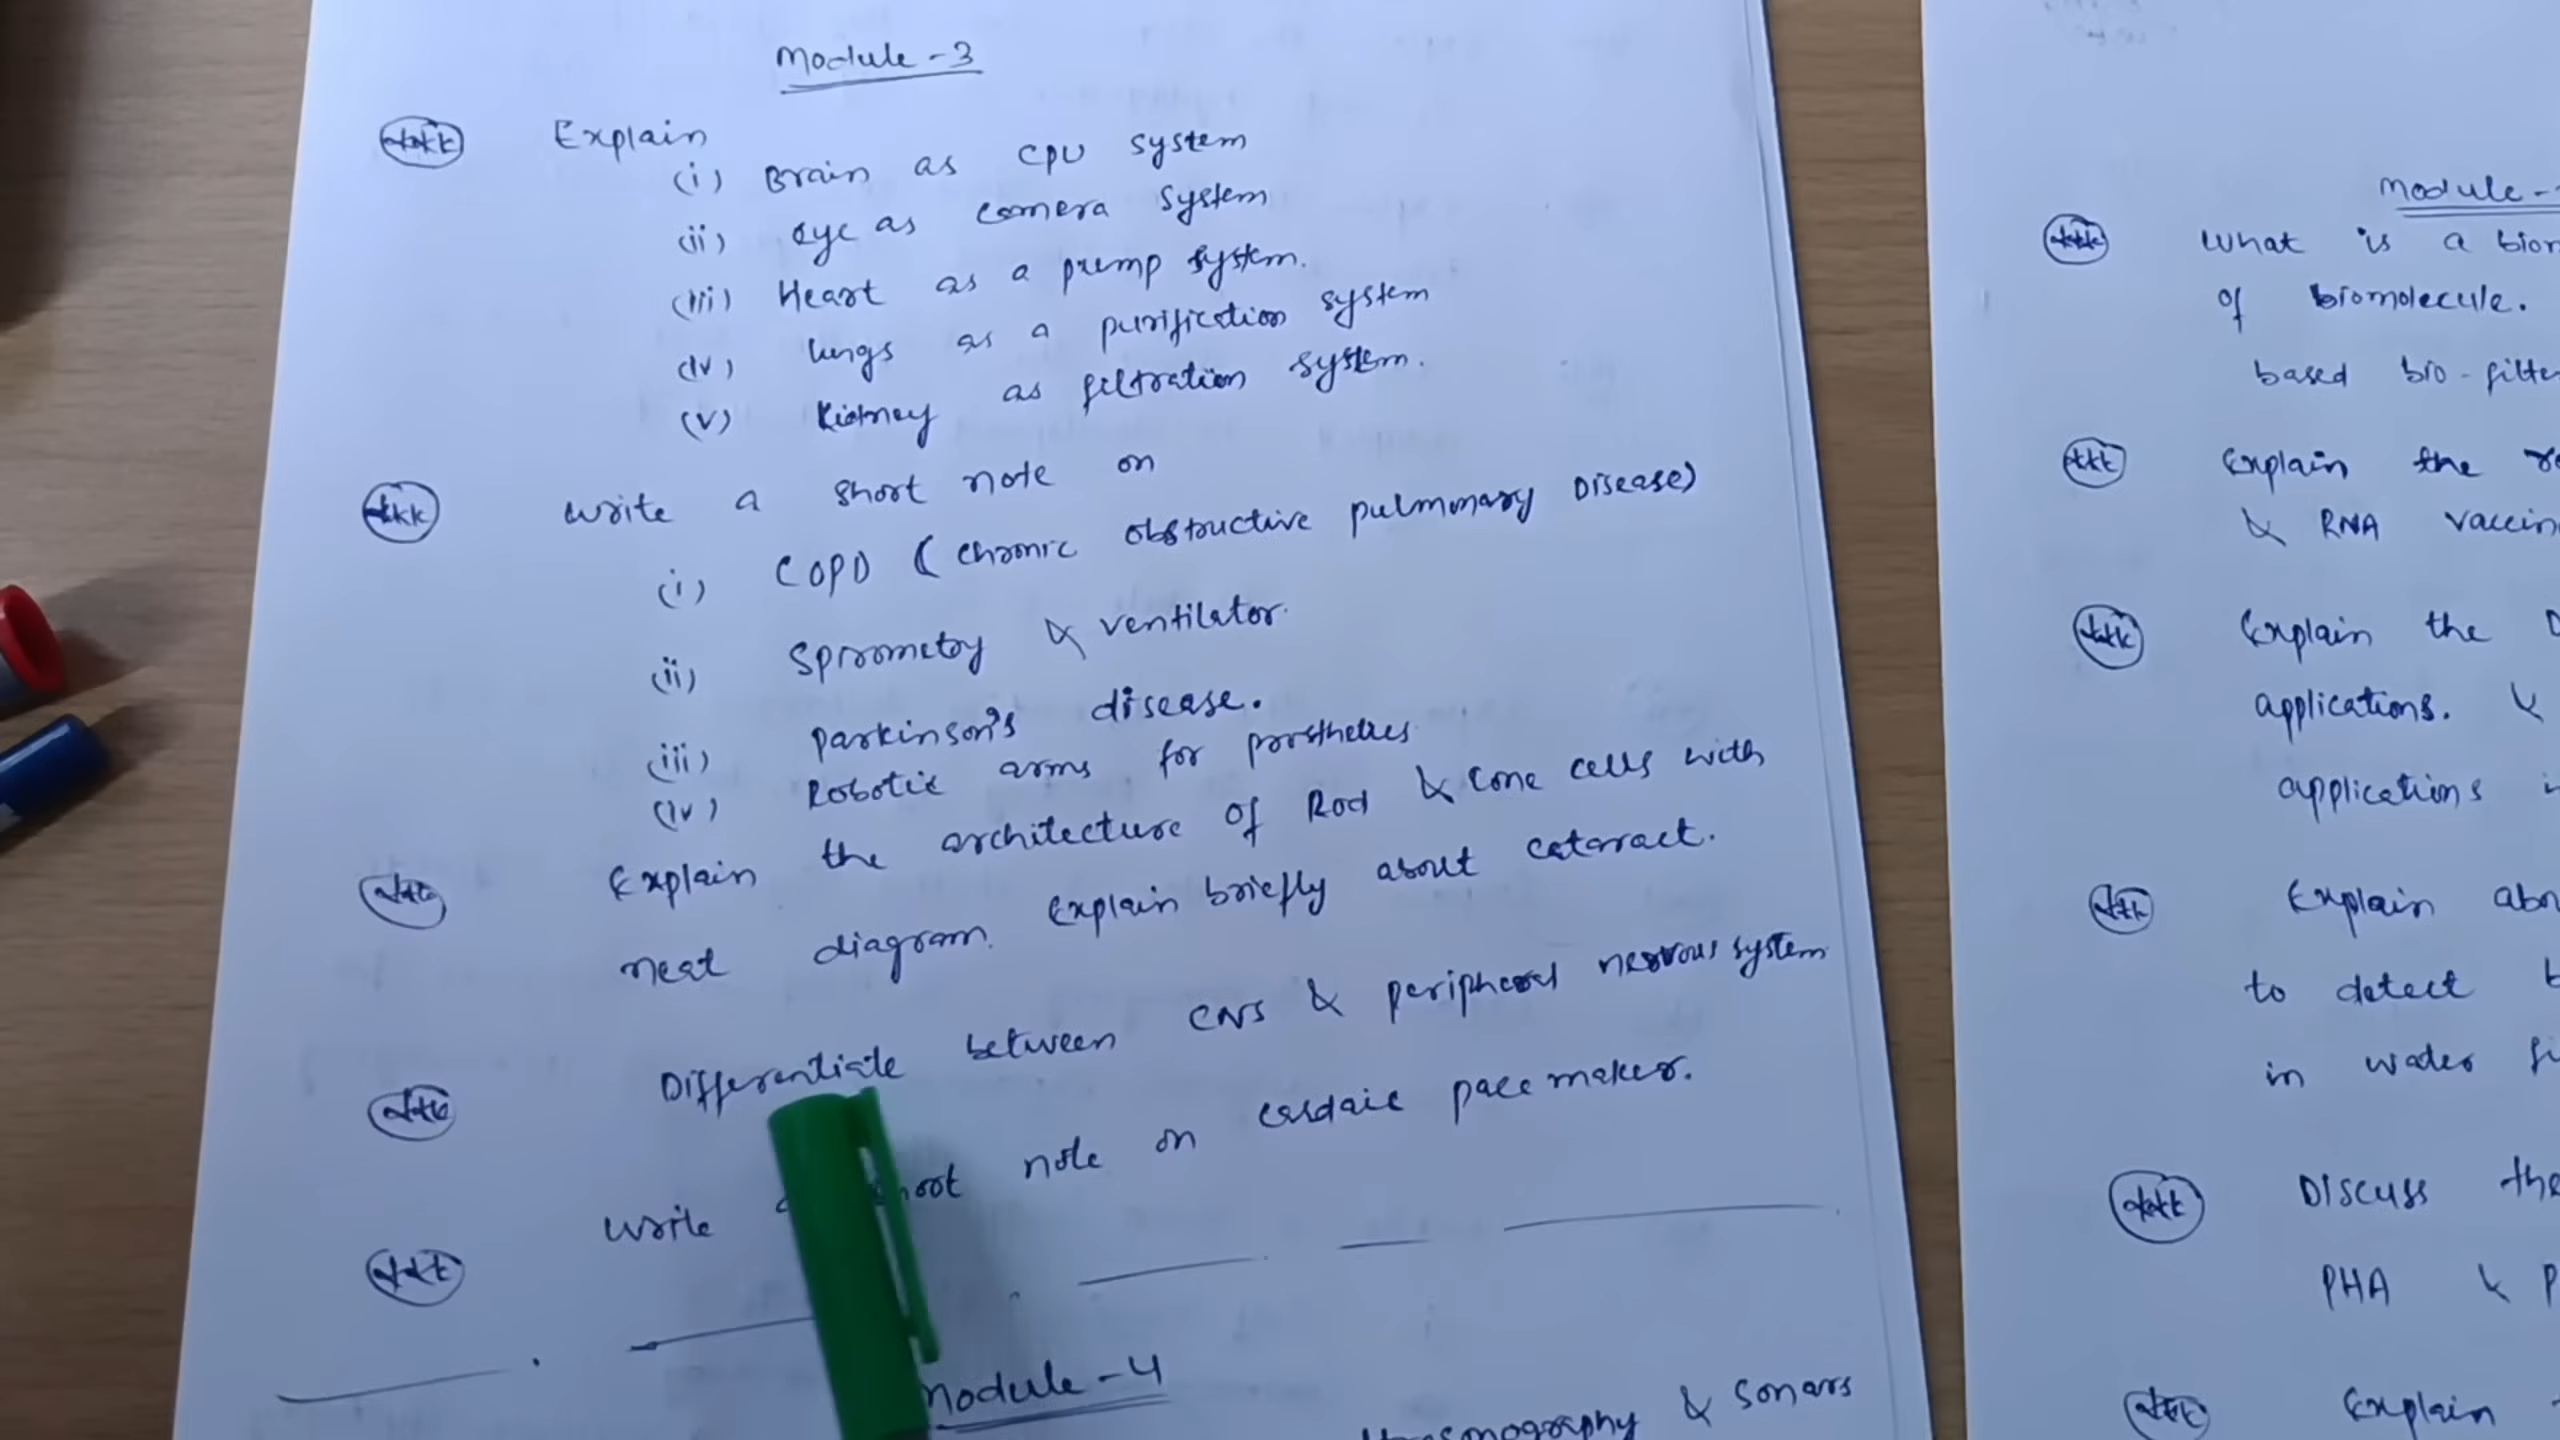 Module - 3
*** Explain
(i) Brain as CPU system
(ii) Eye as camera system
(iii) Heart as a pump system.
(iv) lungs as a purification system
(v) Kidney as filtration system.
*** write a short note on
(i) COPD (chronic obstructive pulmonary Disease)
(ii) Spirometry & ventilator.
(iii) parkinson's disease.
(iv) Robotic arms for prosthetics
*** Explain the architecture of Rod & cone cells with
neat diagram. Explain briefly about cataract.
*** Differentiate between CNS & peripheral nervous system
*** write a note on cardaic pace maker.
Module - 4
& sonars
Module -
*** What is a
of biomolecule.
based bio-
*** Explain the
& RNA
*** Explain the
applications. &
applications
*** Explain
to detect
in water
*** Discuss
PHA &
*** Explain